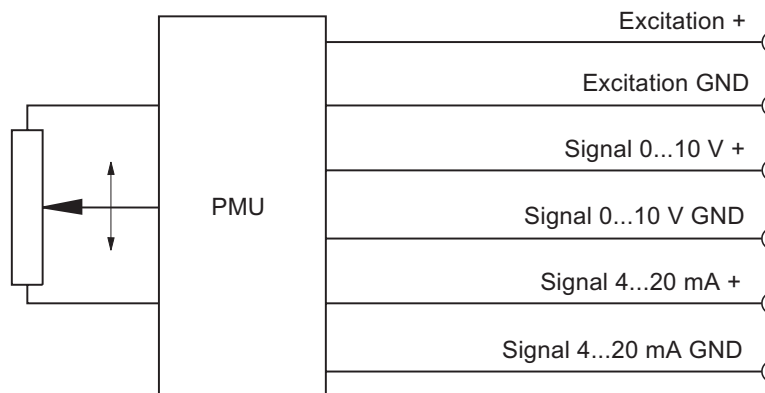 Excitation +
Excitation GND
Signal 0...10 V +
PMU
Signal 0...10 V GND
Signal 4...20 mA +
Signal 4...20 mA GND